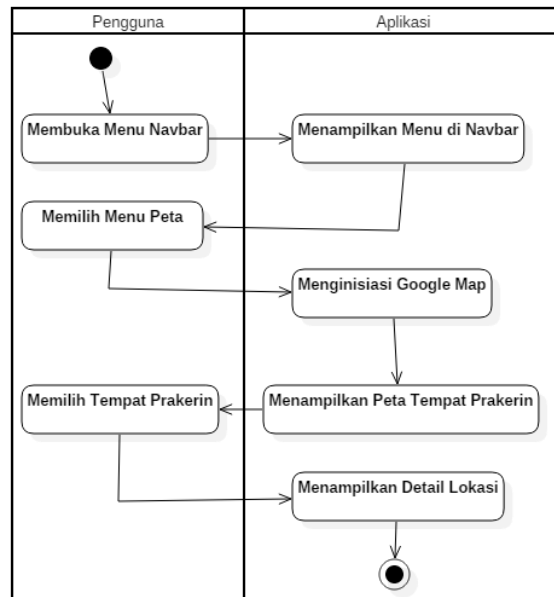 Pengguna
Aplikasi
Membuka Menu Navbar
Menampilkan Menu di Navbar
Memilih Menu Peta
Menginisiasi Google Map
Memilih Tempat Prakerin
Menampilkan Peta Tempat Prakerin
Menampilkan Detail Lokasi